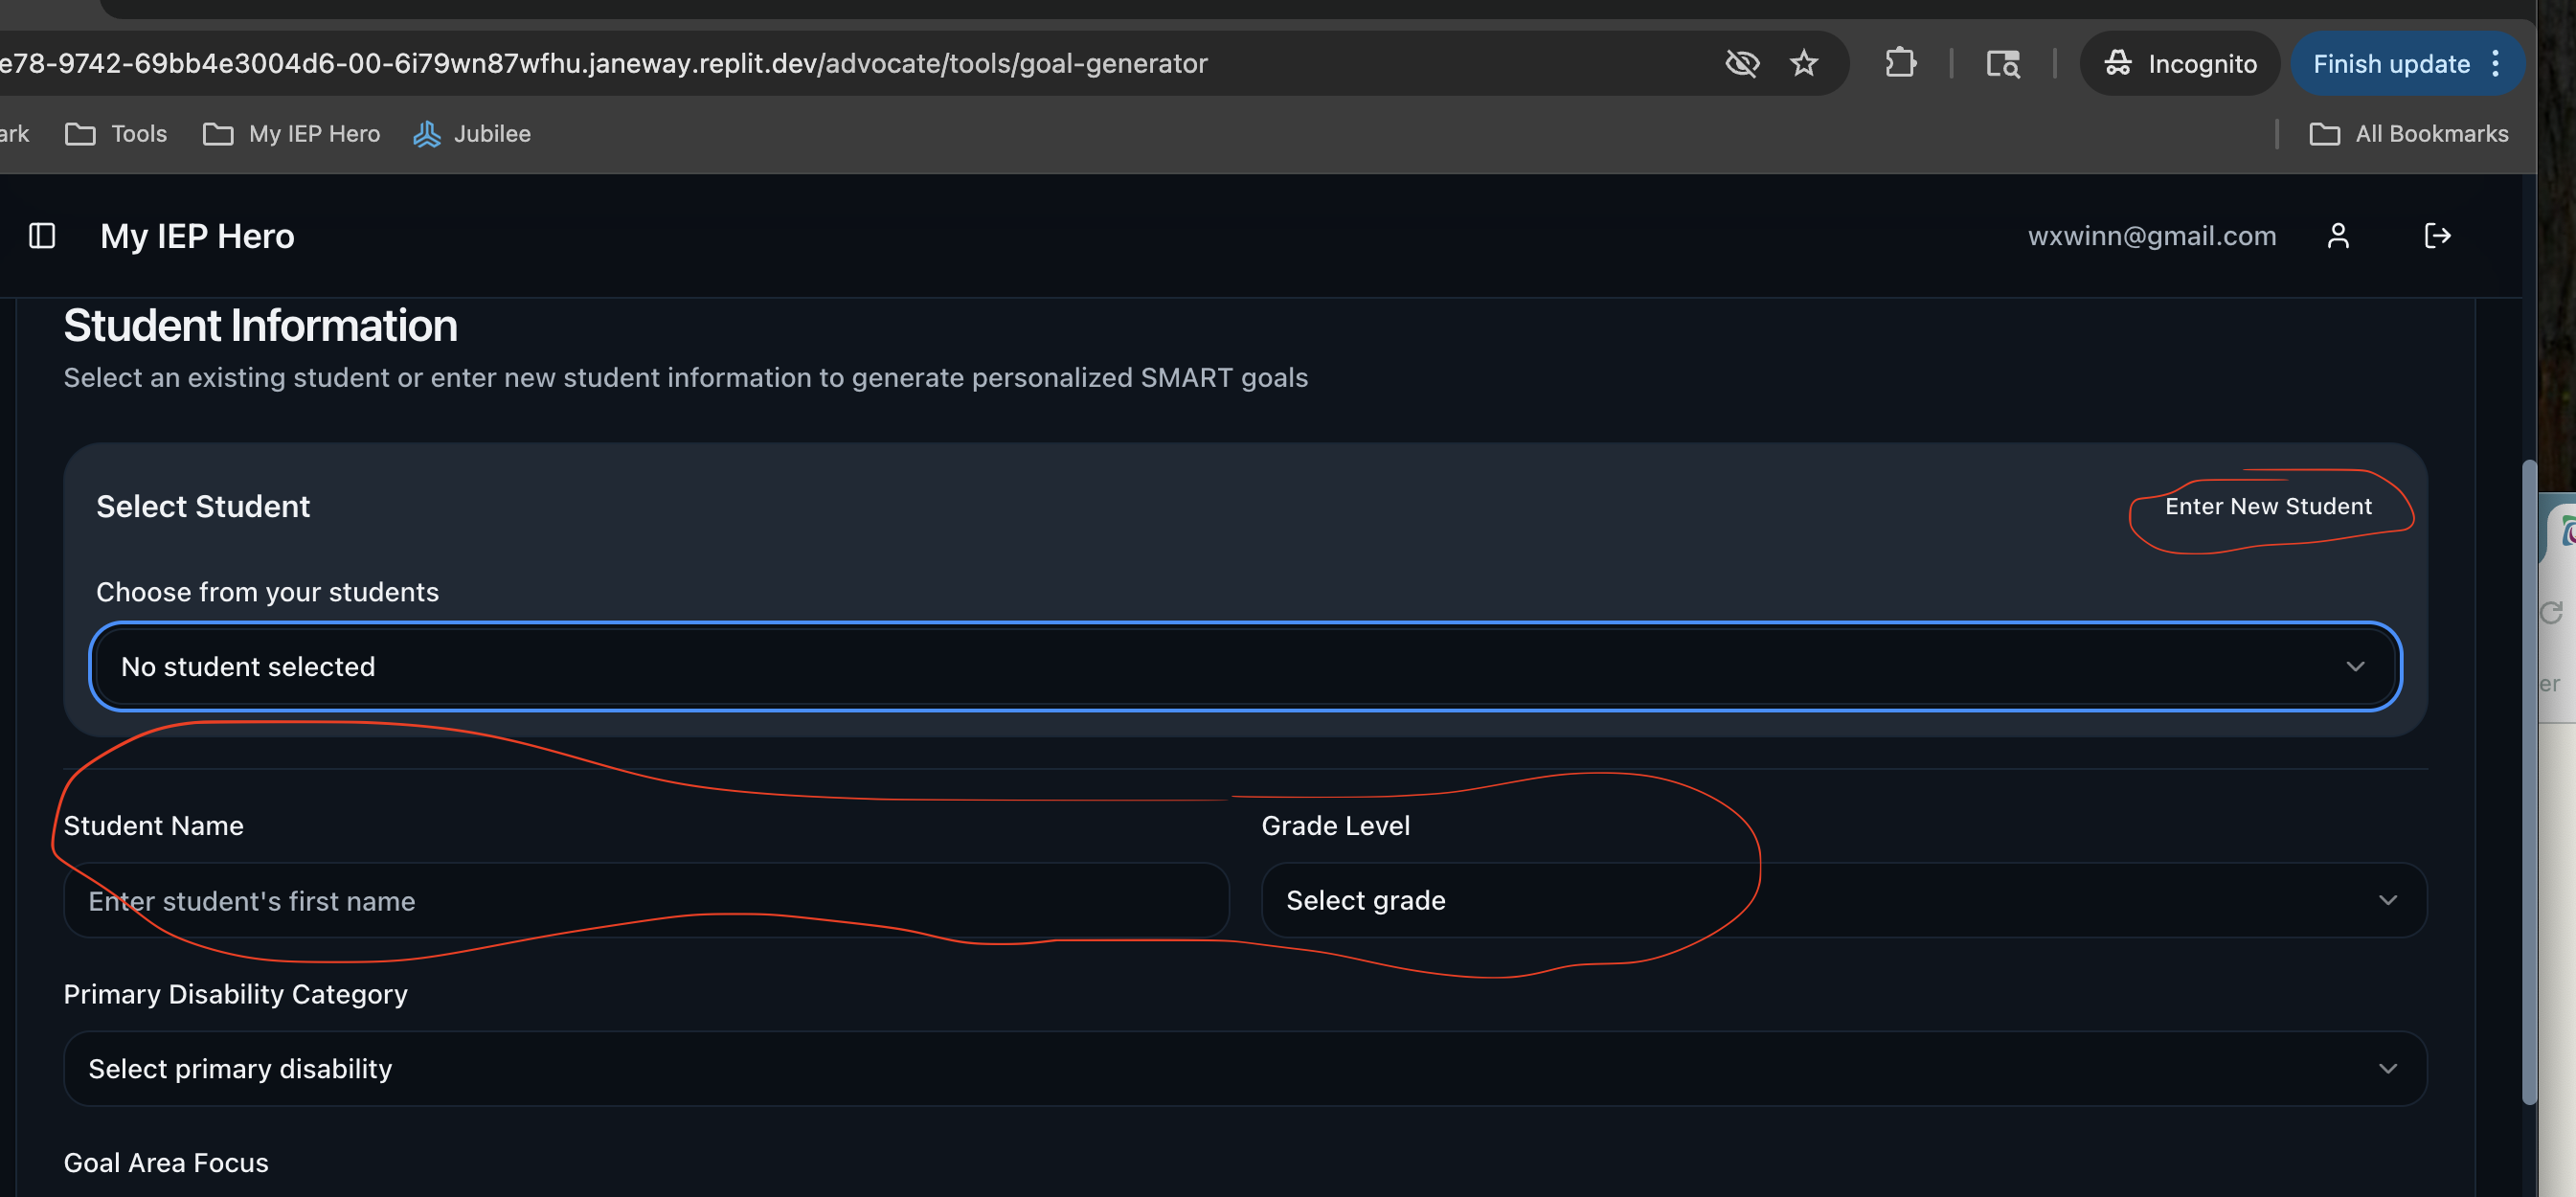 e78-9742-69bb4e3004d6-00-6i79wn87wfhu.janeway.replit.dev/advocate/tools/goal-generator
Incognito
Finish update
ark
Tools
My IEP Hero
Jubilee
All Bookmarks
My IEP Hero
wxwinn@gmail.com
Student Information
Select an existing student or enter new student information to generate personalized SMART goals
Select Student
Enter New Student
Choose from your students
No student selected
er
Student Name
Grade Level
Enter student's first name
Select grade
Primary Disability Category
Select primary disability
Goal Area Focus